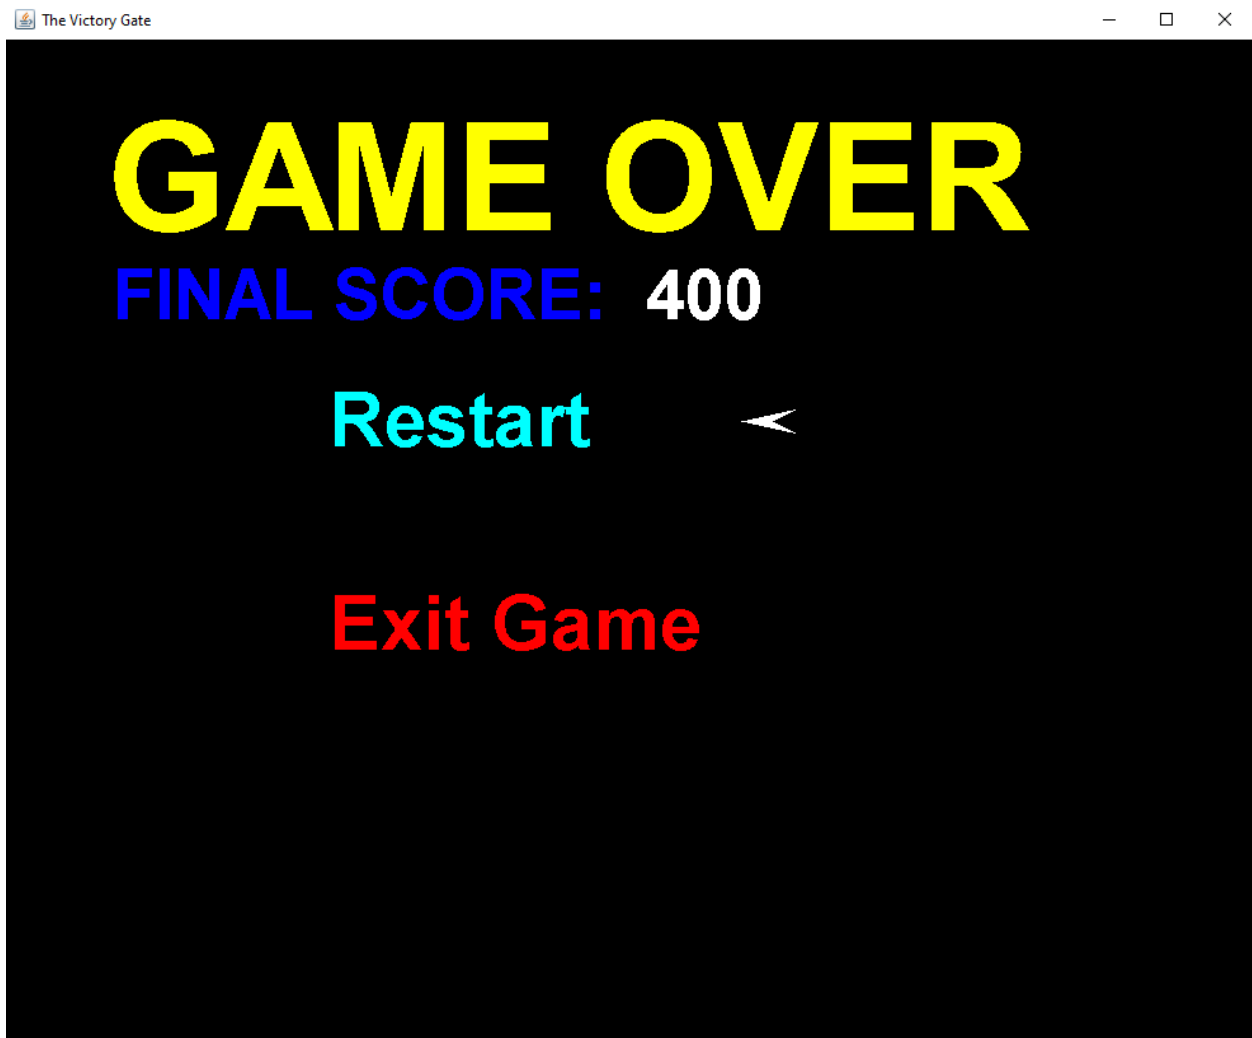 The Victory Gate
GAME OVER
FINAL SCORE: 400
Restart
Exit Game